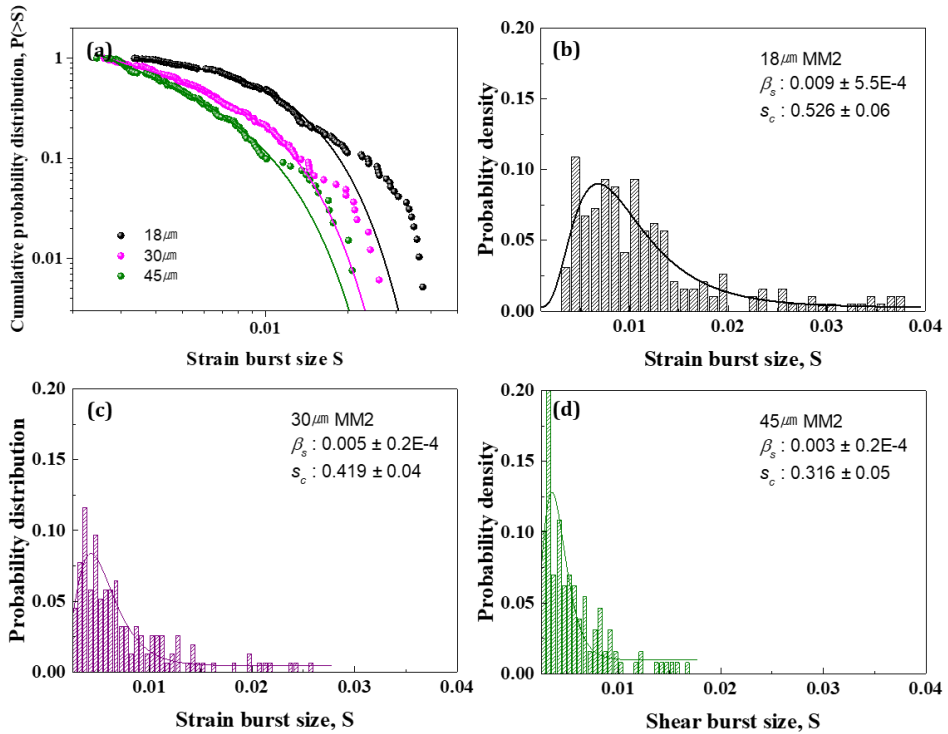 Cumulative probability distribution, P(>S)
(a)
1
0.1
0.01
18㎛
30㎛
45㎛
0.01
Strain burst size S
Probability density
(b)
18㎛ MM2
βs : 0.009 ± 5.5E-4
sc : 0.526 ± 0.06
0.20
0.15
0.10
0.05
0.00
0.01
0.02
0.03
0.04
Strain burst size, S
Probability distribution
(c)
30㎛ MM2
βs : 0.005 ± 0.2E-4
sc : 0.419 ± 0.04
0.20
0.15
0.10
0.05
0.00
0.01
0.02
0.03
0.04
Strain burst size, S
Probability density
(d)
45㎛ MM2
βs : 0.003 ± 0.2E-4
sc : 0.316 ± 0.05
0.20
0.15
0.10
0.05
0.00
0.01
0.02
0.03
0.04
Shear burst size, S